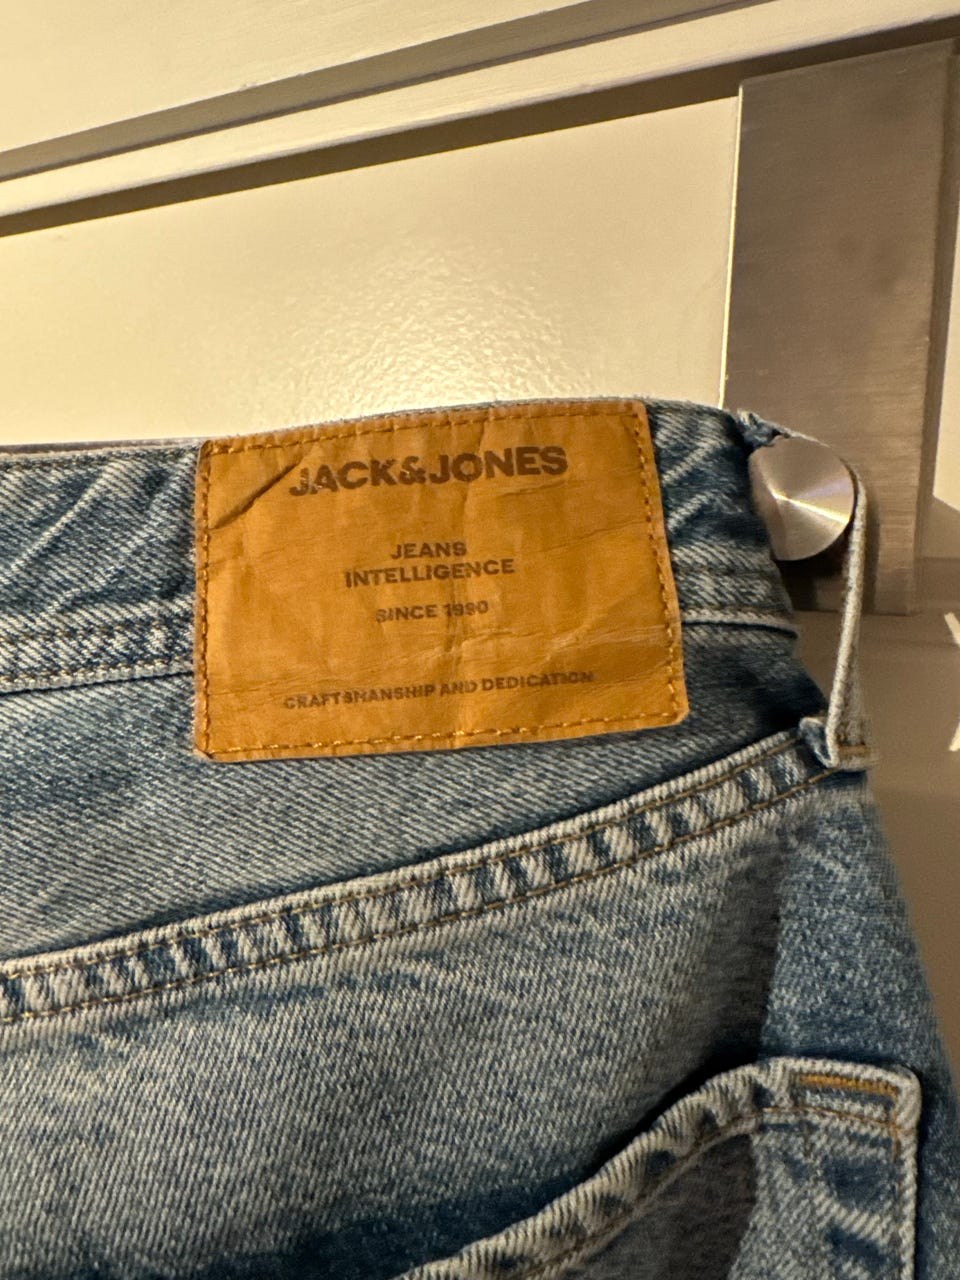 JACK&JONES
JEANS
INTELLIGENCE
SINCE 1990
CRAFTSMANSHIP AND DEDICATION